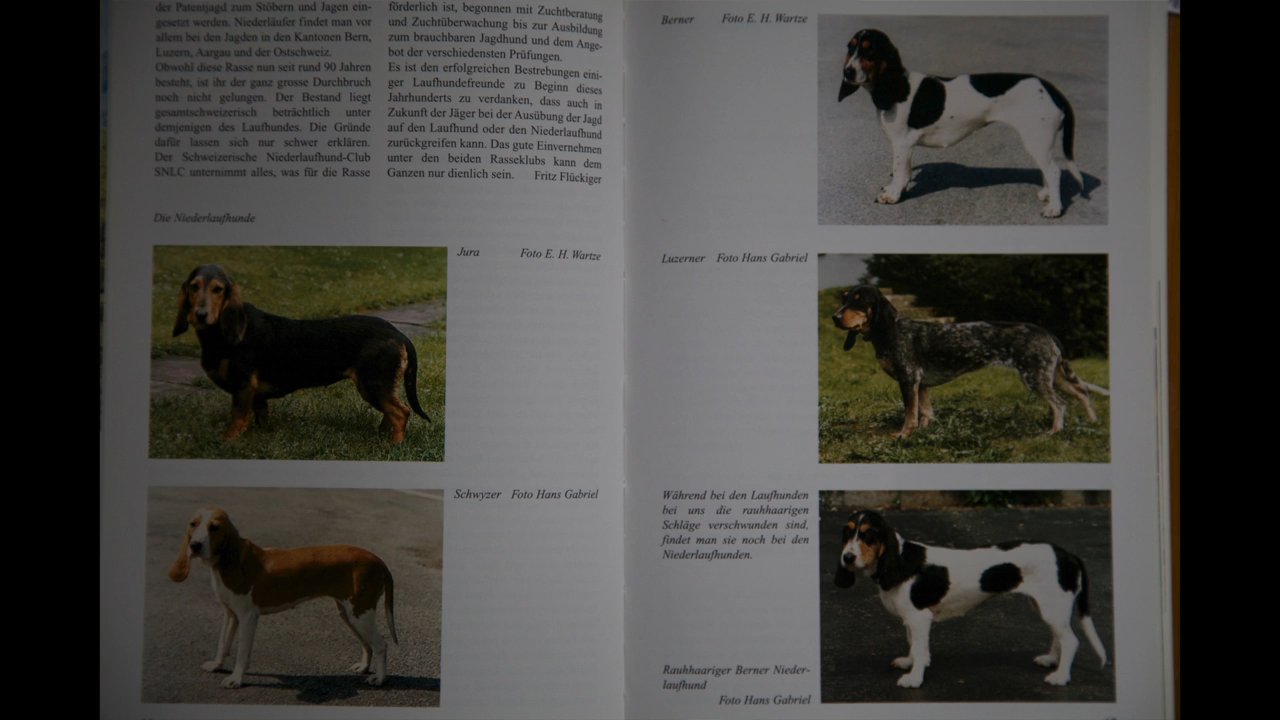 der Patentjagd zum Stöbern und Jagen ein-
gesetzt werden. Niederläufer findet man vor
allem bei den Jagden in den Kantonen Bern,
Luzern, Aargau und der Ostschweiz.
Obwohl diese Rasse nun seit rund 90 Jahren
besteht, ist ihr der ganz grosse Durchbruch
noch nicht gelungen. Der Bestand liegt
gesamtschweizerisch beträchtlich unter
demjenigen des Laufhundes. Die Gründe
dafür lassen sich nur schwer erklären.
Der Schweizerische Niederlaufhund-Club
SNLC unternimmt alles, was für die Rasse
förderlich ist, begonnen mit Zuchtberatung
und Zuchtüberwachung bis zur Ausbildung
zum brauchbaren Jagdhund und dem Ange-
bot der verschiedensten Prüfungen.
Es ist den erfolgreichen Bestrebungen eini-
ger Laufhundefreunde zu Beginn dieses
Jahrhunderts zu verdanken, dass auch in
Zukunft der Jäger bei der Ausübung der Jagd
auf den Laufhund oder den Niederlaufhund
zurückgreifen kann. Das gute Einvernehmen
unter den beiden Rasseklubs kann dem
Ganzen nur dienlich sein. Fritz Flückiger
Die Niederlaufhunde
Jura Foto E. H. Wartze
Schwyzer Foto Hans Gabriel
Berner Foto E. H. Wartze
Luzerner Foto Hans Gabriel
Während bei den Laufhunden
bei uns die rauhhaarigen
Schläge verschwunden sind,
findet man sie noch bei den
Niederlaufhunden.
Rauhhaariger Berner Nieder-
laufhund
Foto Hans Gabriel